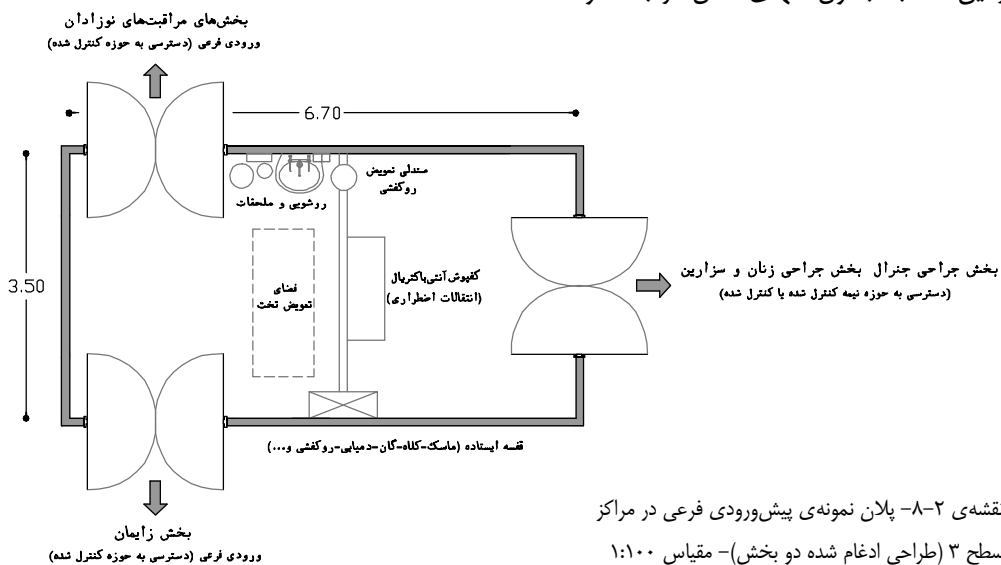 بخش‌های مراقبت‌های نوزادان
ورودی فرعی (دسترسی به حوزه کنترل شده)
6.70
صندلی تعویض
روکفشی
روشویی و ملحقات
3.50
فضای
تعویض تخت
کفپوش آنتی‌باکتریال
(انتقالات اضطراری)
بخش جراحی جنرال بخش جراحی زنان و سزارین
(دسترسی به حوزه نیمه کنترل شده یا کنترل شده)
قفسه ایستاده (ماسک-کلاه-گان-دمپایی-روکفشی و...)
بخش زایمان
ورودی فرعی (دسترسی به حوزه کنترل شده)
نقشه‌ی ۲-۸- پلان نمونه‌ی پیش‌ورودی فرعی در مراکز
سطح ۳ (طراحی ادغام شده دو بخش)- مقیاس ۱:۱۰۰